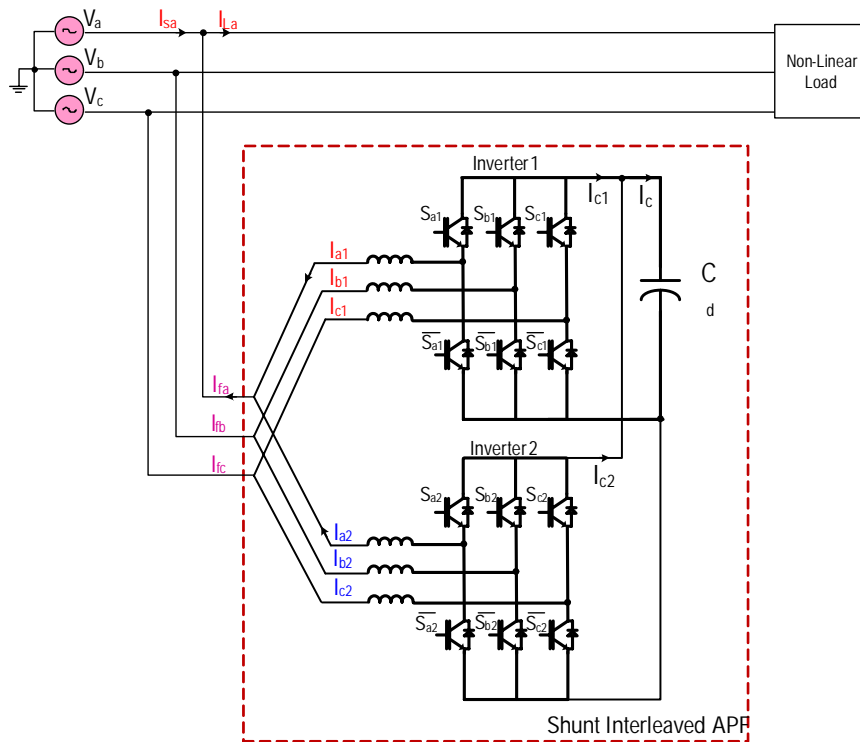 Va
Isa
ILa
Vb
Vc
Non-Linear
Load
Inverter 1
Ic1
Ic
Sa1
Sb1
Sc1
Ia1
Ib1
Ic1
C
d
Sa1
Sb1
Sc1
Ifa
Ifb
Ifc
Inverter 2
Ic2
Sa2
Sb2
Sc2
Ia2
Ib2
Ic2
Sa2
Sb2
Sc2
Shunt Interleaved APF